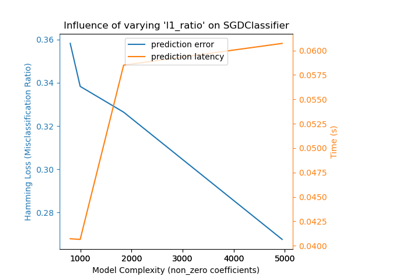 Influence of varying 'l1_ratio' on SGDClassifier
prediction error
prediction latency
Hamming Loss (Misclassification Ratio)
0.36
0.34
0.32
0.30
0.28
0.0600
0.0575
0.0550
0.0525
0.0500
0.0475
0.0450
0.0425
0.0400
Time (s)
1000 2000 3000 4000 5000
Model Complexity (non_zero coefficients)